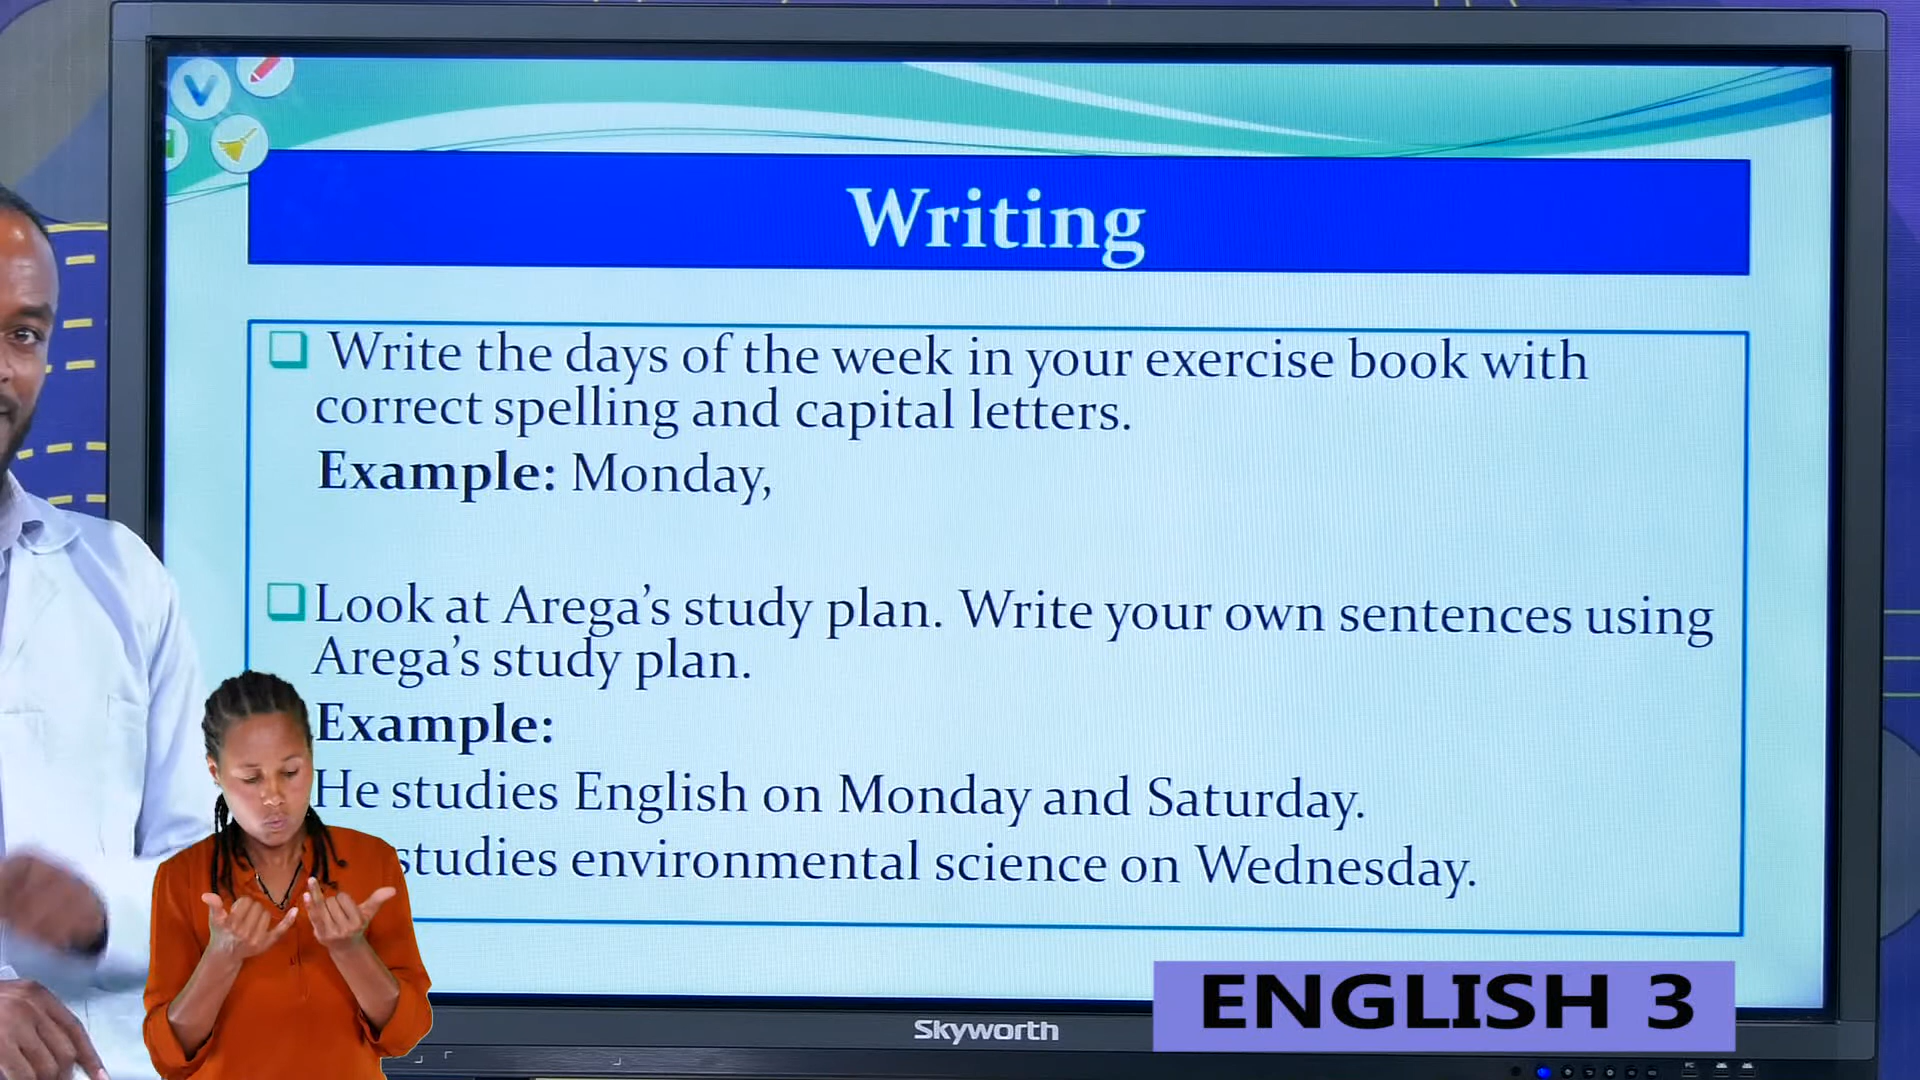 Writing
Write the days of the week in your exercise book with
correct spelling and capital letters.
Example: Monday,
Look at Arega's study plan. Write your own sentences using
Arega's study plan.
Example:
He studies English on Monday and Saturday.
studies environmental science on Wednesday.
ENGLISH 3
Skyworth